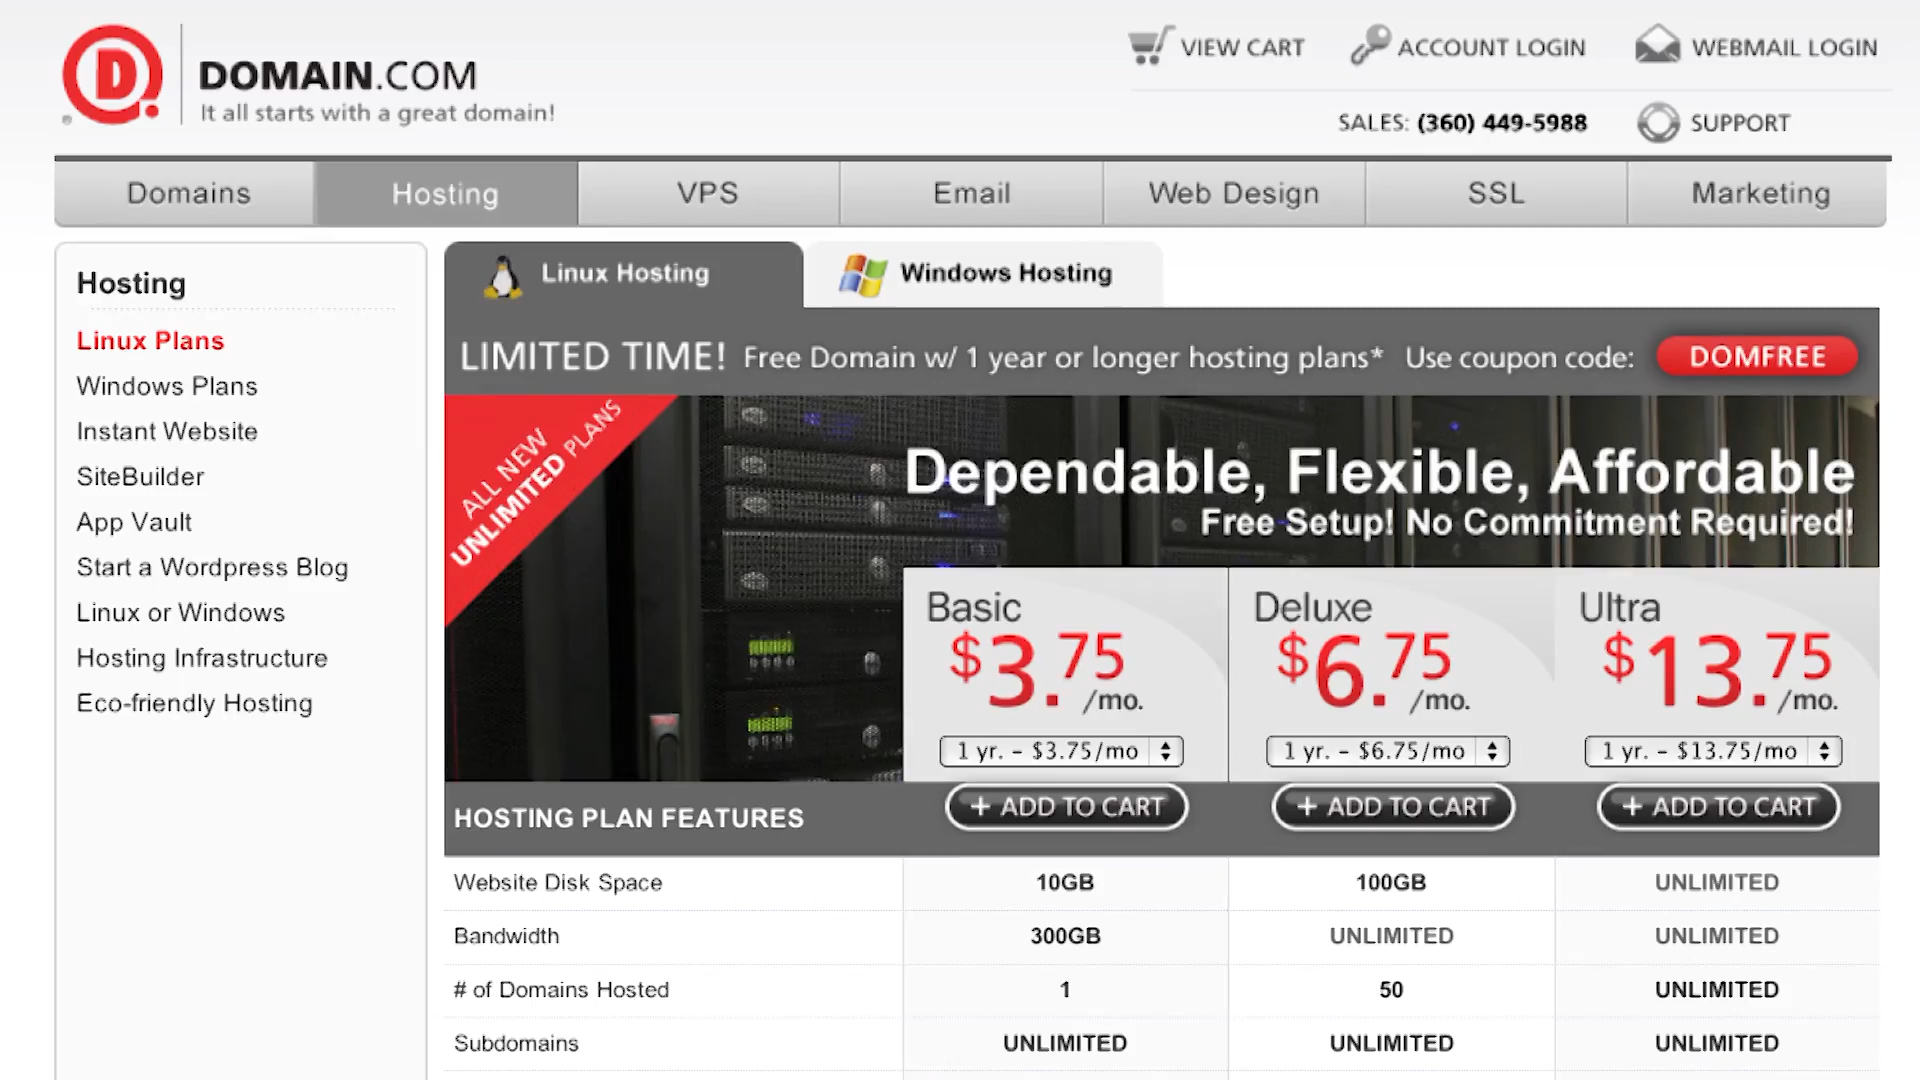 DOMAIN.COM
It all starts with a great domain!
VIEW CART
ACCOUNT LOGIN
WEBMAIL LOGIN
SALES: (360) 449-5988
SUPPORT
Domains
Hosting
VPS
Email
Web Design
SSL
Marketing
Hosting
Linux Plans
Windows Plans
Instant Website
SiteBuilder
App Vault
Start a Wordpress Blog
Linux or Windows
Hosting Infrastructure
Eco-friendly Hosting
Linux Hosting
Windows Hosting
LIMITED TIME! Free Domain w/ 1 year or longer hosting plans* Use coupon code: DOMFREE
ALL NEW
UNLIMITED PLANS
Dependable, Flexible, Affordable
Free Setup! No Commitment Required!
Basic
$3.75
/mo.
1 yr. - $3.75/mo
+ ADD TO CART
Deluxe
$6.75
/mo.
1 yr. - $6.75/mo
+ ADD TO CART
Ultra
$13.75
/mo.
1 yr. - $13.75/mo
+ ADD TO CART
HOSTING PLAN FEATURES
Website Disk Space 10GB 100GB UNLIMITED
Bandwidth 300GB UNLIMITED UNLIMITED
# of Domains Hosted 1 50 UNLIMITED
Subdomains UNLIMITED UNLIMITED UNLIMITED